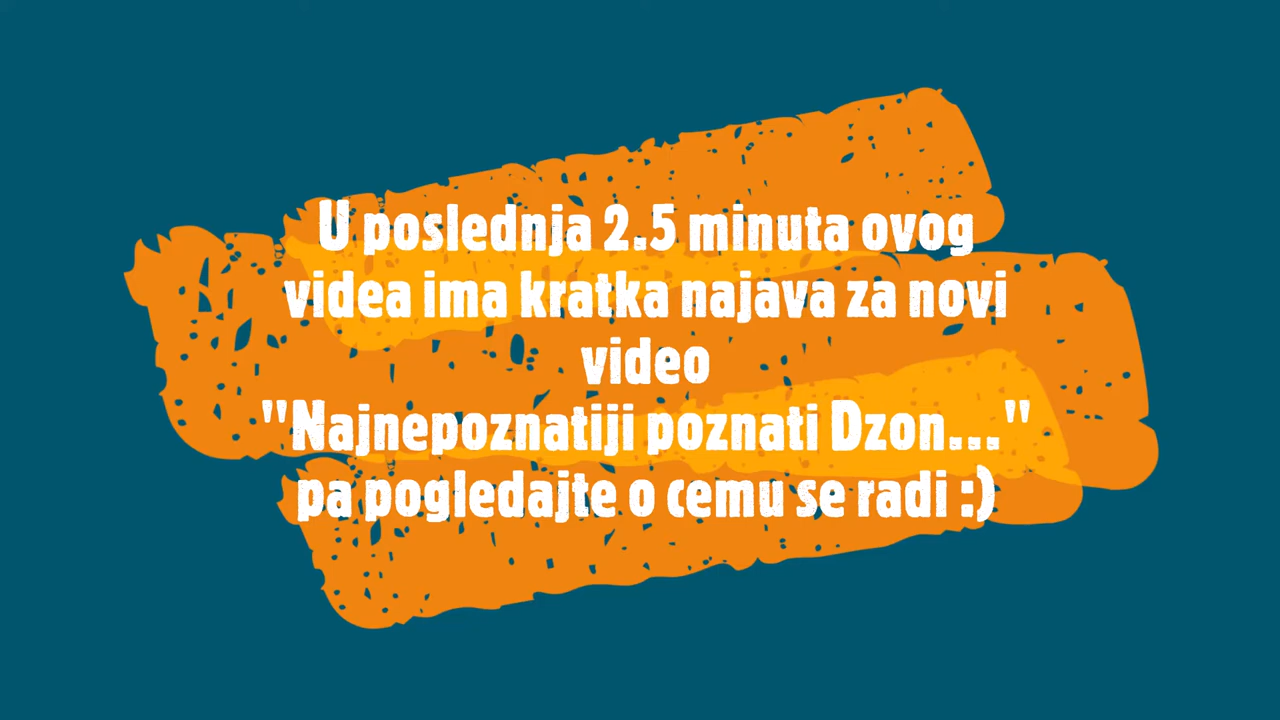 U poslednja 2.5 minuta ovog
videa ima kratka najava za novi
video
"Najnepoznatiji poznati Dzon..."
pa pogledajte o cemu se radi :)